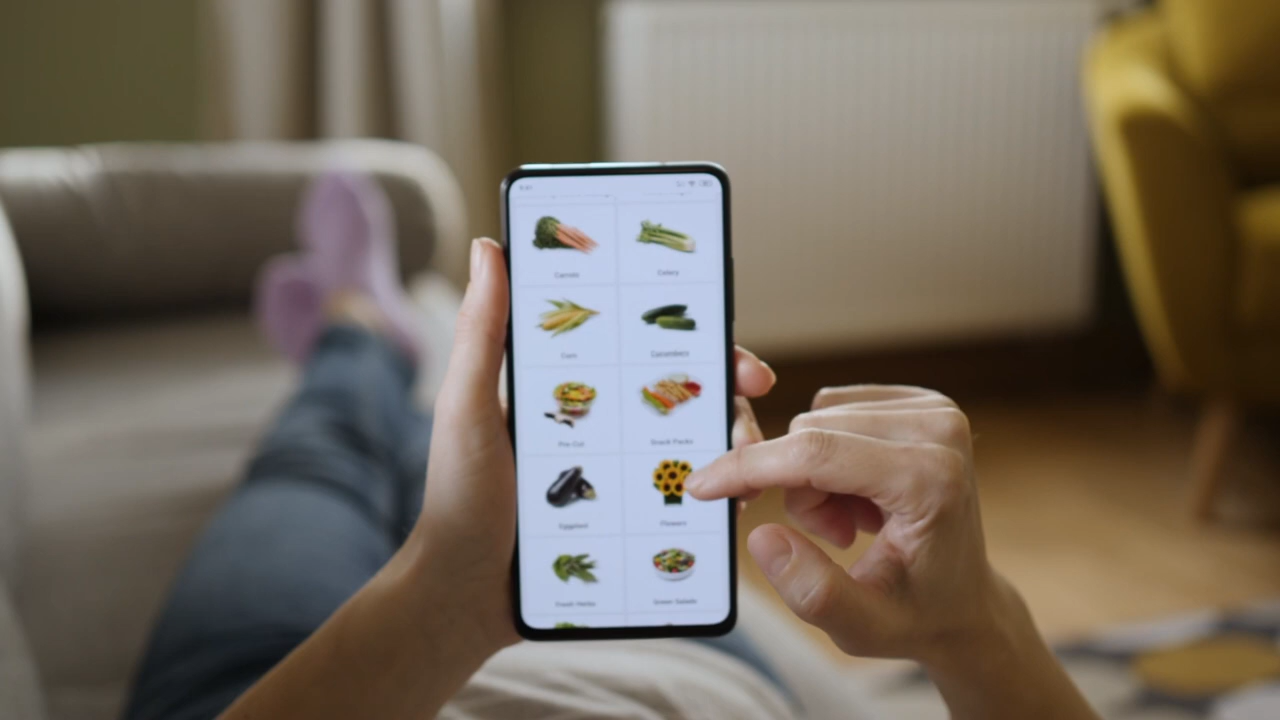 Carrots
Celery
Corn
Cucumbers
Pre-Cut
Snack Packs
Eggplant
Flowers
Fresh Herbs
Green Salads